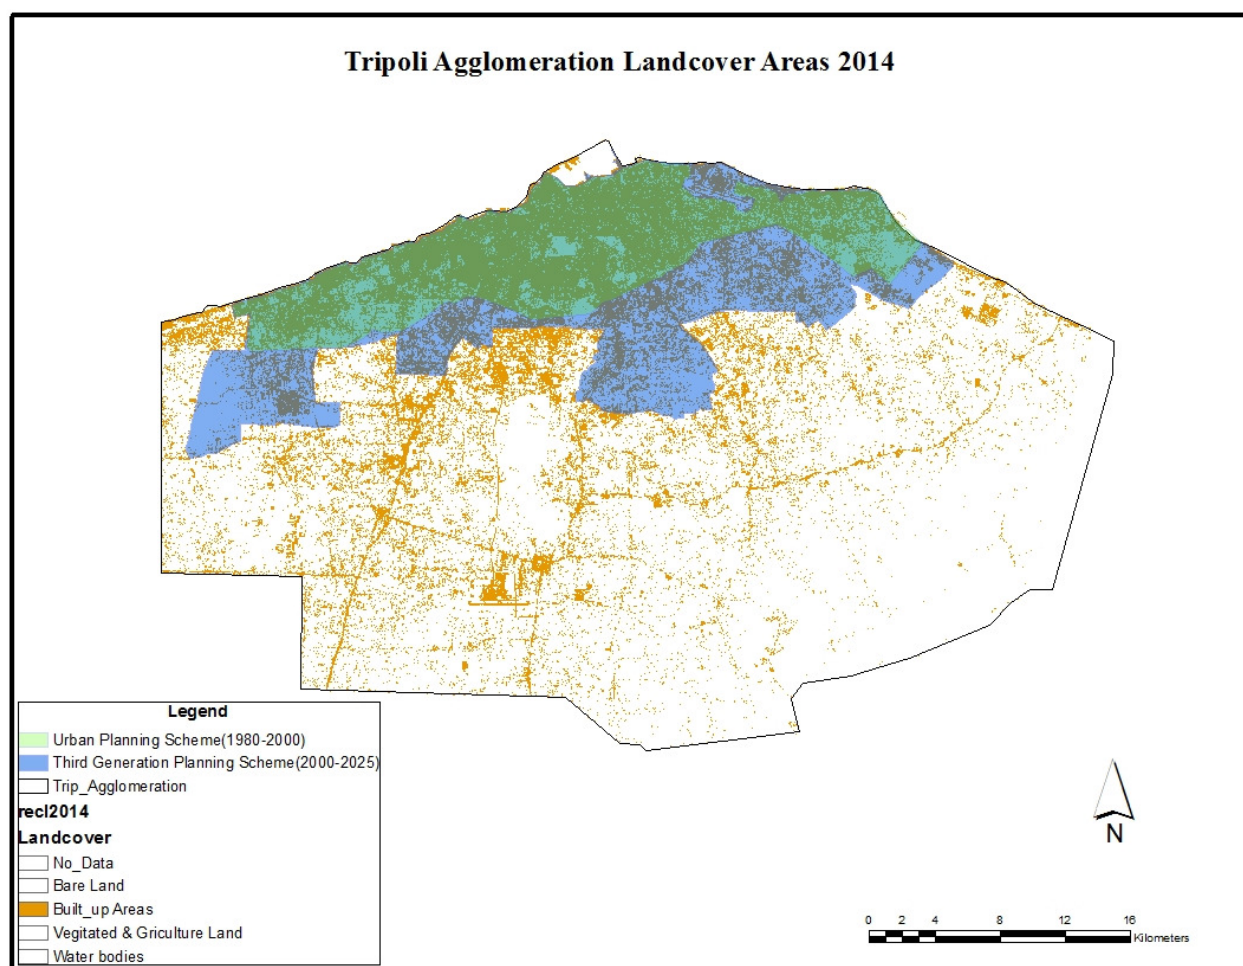 Tripoli Agglomeration Landcover Areas 2014
Legend
Urban Planning Scheme(1980-2000)
Third Generation Planning Scheme(2000-2025)
Trip_Agglomeration
recl2014
Landcover
No_Data
Bare Land
Built_up Areas
Vegitated & Griculture Land
Water bodies
N
0 2 4 8 12 16
Kilometers